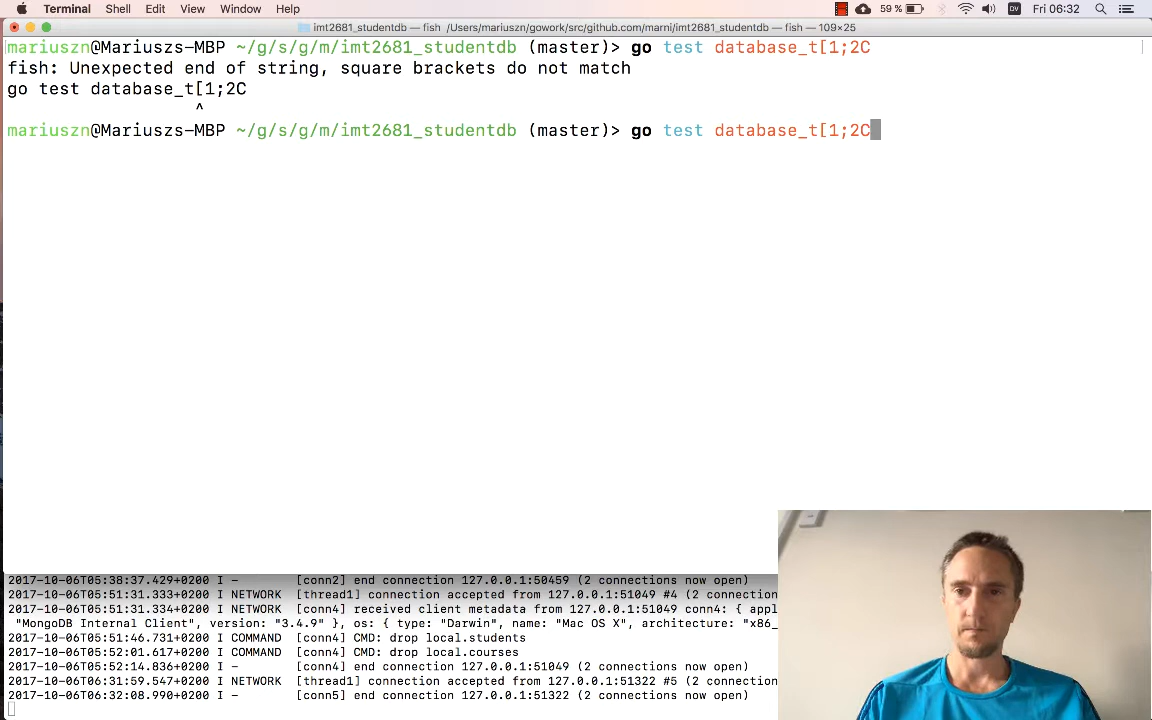 Terminal Shell Edit View Window Help 59 % DV Fri 06:32
imt2681_studentdb — fish /Users/mariuszn/gowork/src/github.com/marni/imt2681_studentdb — fish — 109×25
mariuszn@Mariuszs-MBP ~/g/s/g/m/imt2681_studentdb (master)> go test database_t[1;2C
fish: Unexpected end of string, square brackets do not match
go test database_t[1;2C
^
mariuszn@Mariuszs-MBP ~/g/s/g/m/imt2681_studentdb (master)> go test database_t[1;2C
2017-10-06T05:38:37.429+0200 I - [conn2] end connection 127.0.0.1:50459 (2 connections now open)
2017-10-06T05:51:31.333+0200 I NETWORK [thread1] connection accepted from 127.0.0.1:51049 #4 (2 connection
2017-10-06T05:51:31.334+0200 I NETWORK [conn4] received client metadata from 127.0.0.1:51049 conn4: { appl
"MongoDB Internal Client", version: "3.4.9" }, os: { type: "Darwin", name: "Mac OS X", architecture: "x86_
2017-10-06T05:51:46.731+0200 I COMMAND [conn4] CMD: drop local.students
2017-10-06T05:52:01.617+0200 I COMMAND [conn4] CMD: drop local.courses
2017-10-06T05:52:14.836+0200 I - [conn4] end connection 127.0.0.1:51049 (2 connections now open)
2017-10-06T06:31:59.547+0200 I NETWORK [thread1] connection accepted from 127.0.0.1:51322 #5 (2 connection
2017-10-06T06:32:08.990+0200 I - [conn5] end connection 127.0.0.1:51322 (2 connections now open)